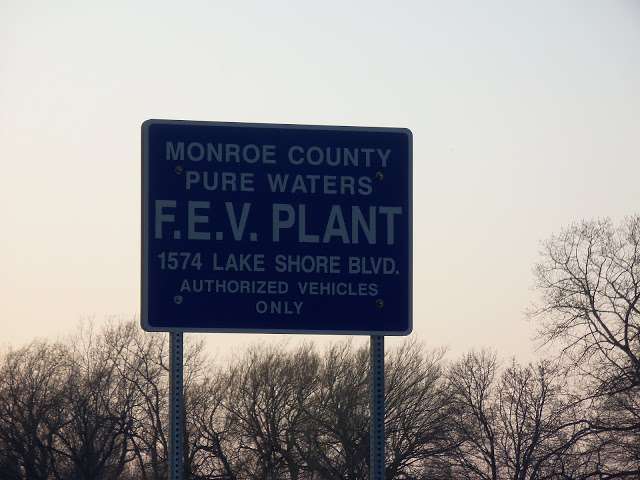 MONROE COUNTY
PURE WATERS
F.E.V. PLANT
1574 LAKE SHORE BLVD.
AUTHORIZED VEHICLES
ONLY